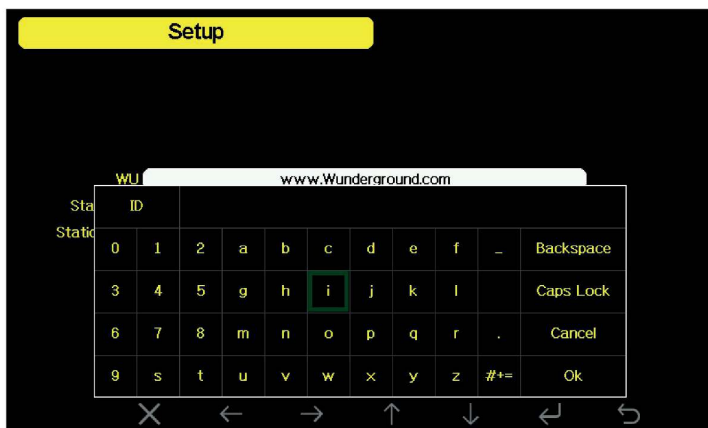 Setup
WU www.Wunderground.com
Sta ID
Static
0 1 2 a b c d e f _ Backspace
3 4 5 g h i j k l Caps Lock
6 7 8 m n o p q r . Cancel
9 s t u v w x y z #+= Ok